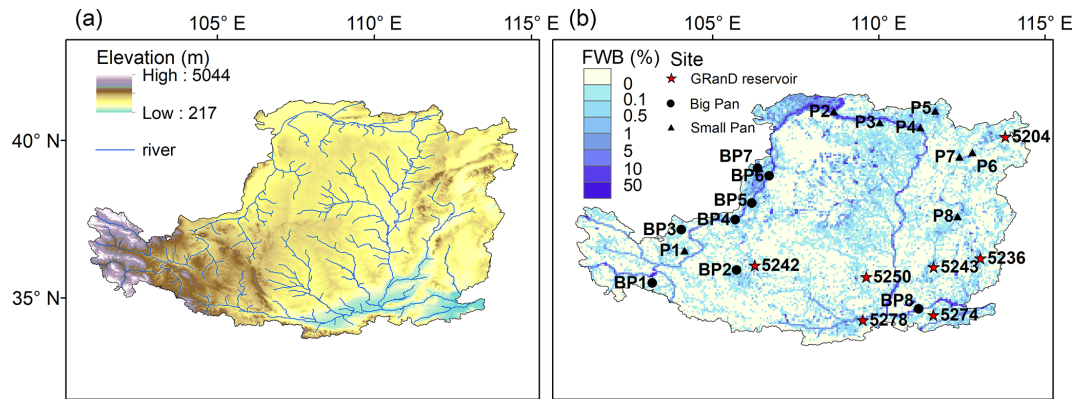 (a)
105° E
110° E
115° E
Elevation (m)
High : 5044
Low : 217
river
40° N
35° N
(b)
105° E
110° E
115° E
FWB (%)
0
0.1
0.5
1
5
10
50
Site
GRanD reservoir
Big Pan
Small Pan
P2
P3
P4
P5
5204
P7
P6
BP7
BP6
BP5
BP4
BP3
P1
P8
BP2
5242
5250
5243
5236
BP1
BP8
5278
5274